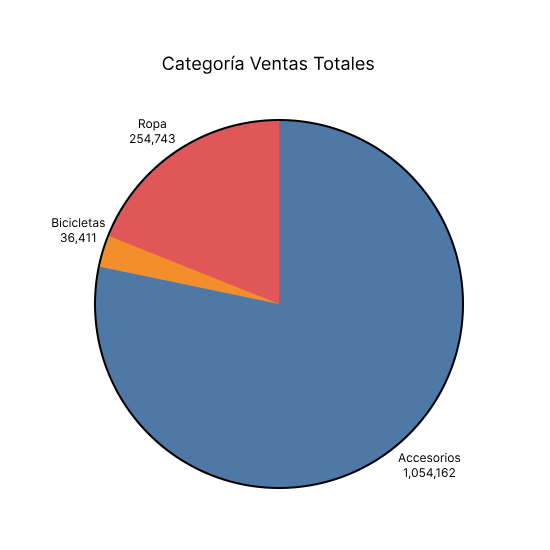 Categoría Ventas Totales
Ropa
254,743
Bicicletas
36,411
Accesorios
1,054,162